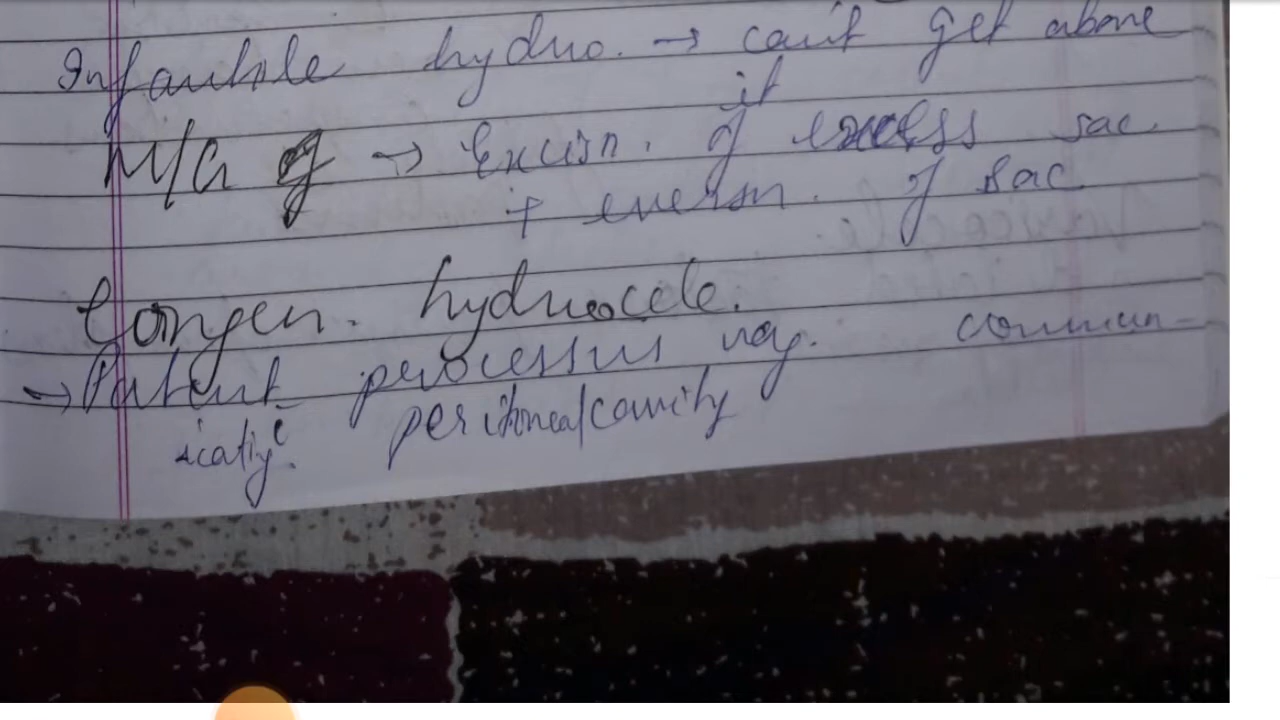 Infantile hydro. → can't get above
it
M/G of → Excisn. of excess sac
+ eversn. of sac
Congen. hydrocele.
→ Patent processus vag. commun-
icatig. c̄ peritoneal cavity